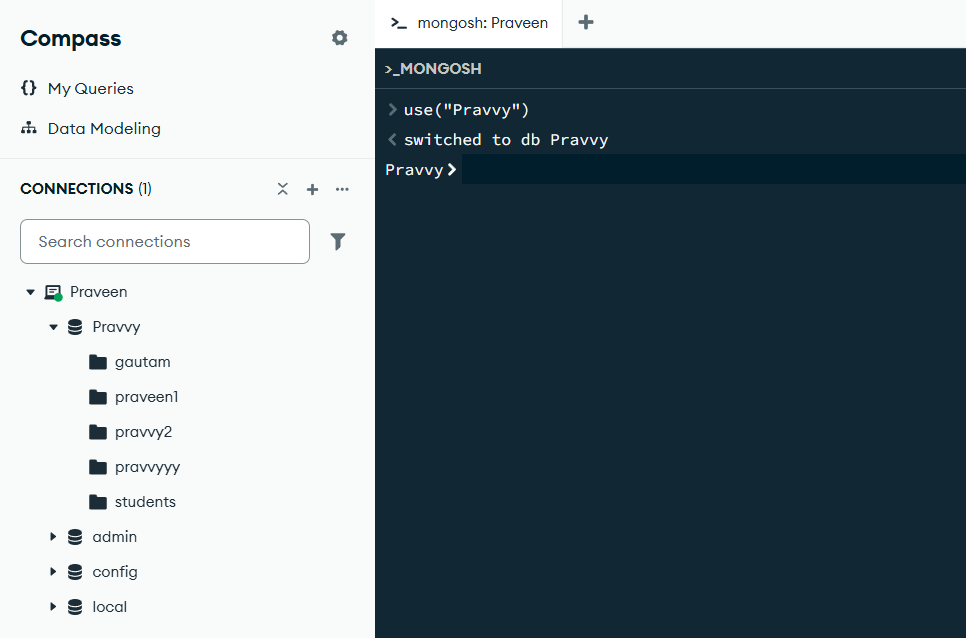 Compass
My Queries
Data Modeling
CONNECTIONS (1)
Search connections
Praveen
Pravvy
gautam
praveen1
pravvy2
pravvyyy
students
admin
config
local
>_ mongosh: Praveen
>_MONGOSH
> use("Pravvy")
< switched to db Pravvy
Pravvy>